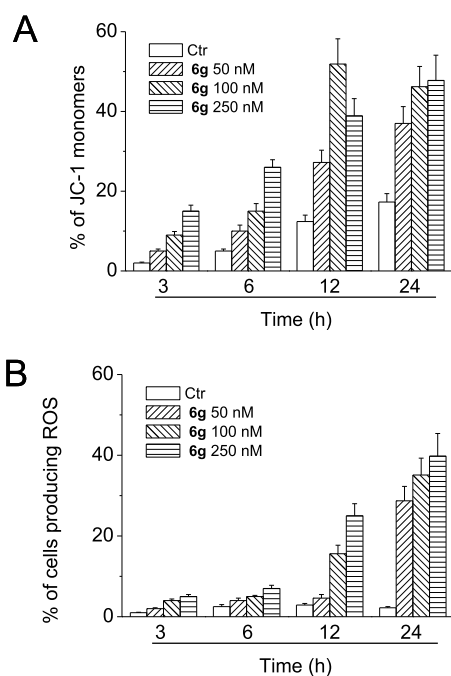 A
60
40
20
0
% of JC-1 monomers
Ctr
6g 50 nM
6g 100 nM
6g 250 nM
3 6 12 24
Time (h)
B
60
40
20
0
% of cells producing ROS
Ctr
6g 50 nM
6g 100 nM
6g 250 nM
3 6 12 24
Time (h)